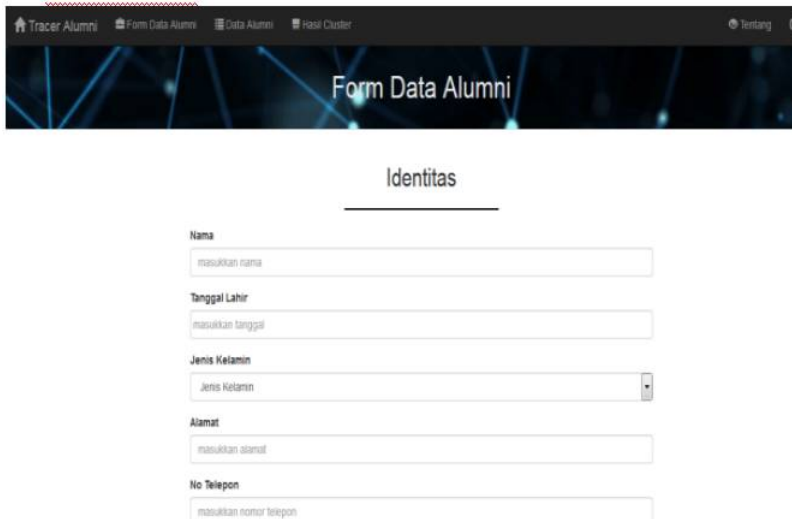 Tracer Alumni Form Data Alumni Data Alumni Hasil Cluster Tentang
Form Data Alumni
Identitas
Nama
masukkan nama
Tanggal Lahir
masukkan tanggal
Jenis Kelamin
Jenis Kelamin
Alamat
masukkan alamat
No Telepon
masukkan nomor telepon